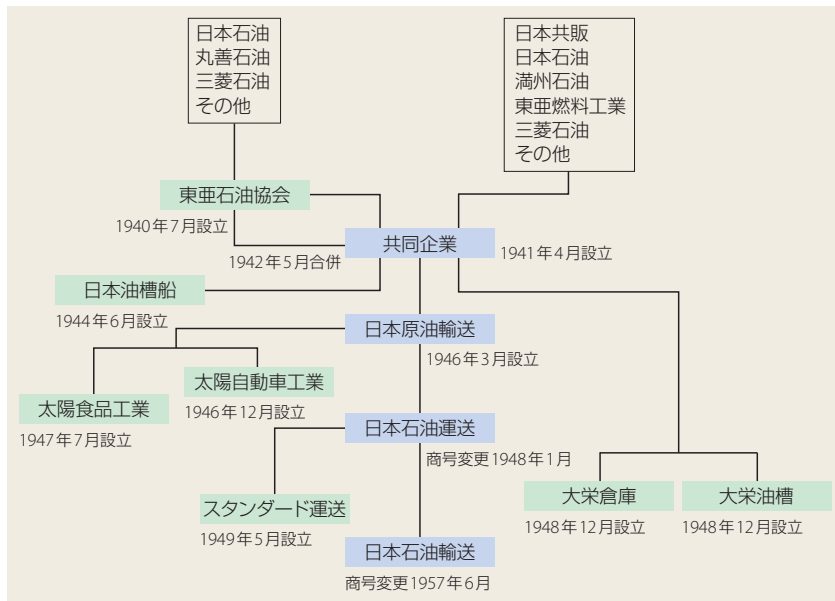 日本石油
丸善石油
三菱石油
その他
日本共販
日本石油
満州石油
東亜燃料工業
三菱石油
その他
東亜石油協会
1940年7月設立
共同企業
1942年5月合併
1941年4月設立
日本油槽船
1944年6月設立
日本原油輸送
1946年3月設立
太陽自動車工業
1946年12月設立
太陽食品工業
1947年7月設立
日本石油運送
商号変更1948年1月
スタンダード運送
1949年5月設立
大栄倉庫
1948年12月設立
大栄油槽
1948年12月設立
日本石油輸送
商号変更1957年6月